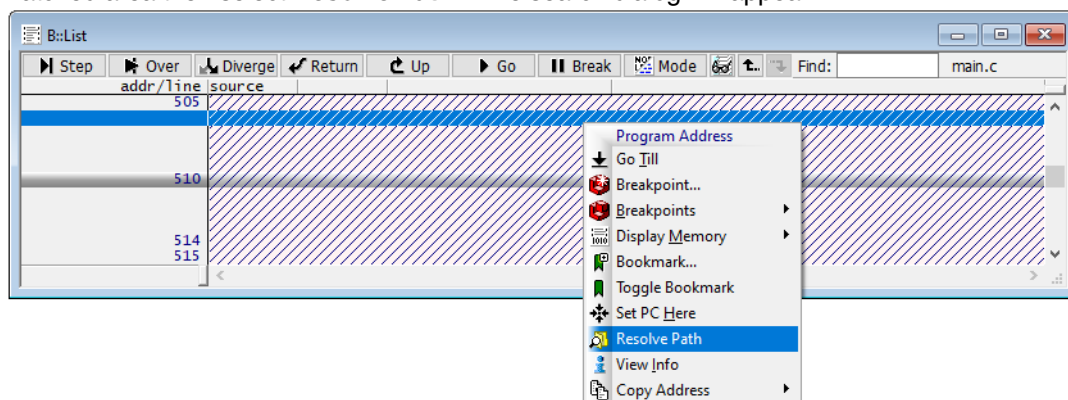 B::List
Step Over Diverge Return Up Go Break Mode t.. Find: main.c
addr/line source
505
Program Address
Go Till
510 Breakpoint...
Breakpoints
514 Display Memory
515 Bookmark...
Toggle Bookmark
Set PC Here
Resolve Path
View Info
Copy Address